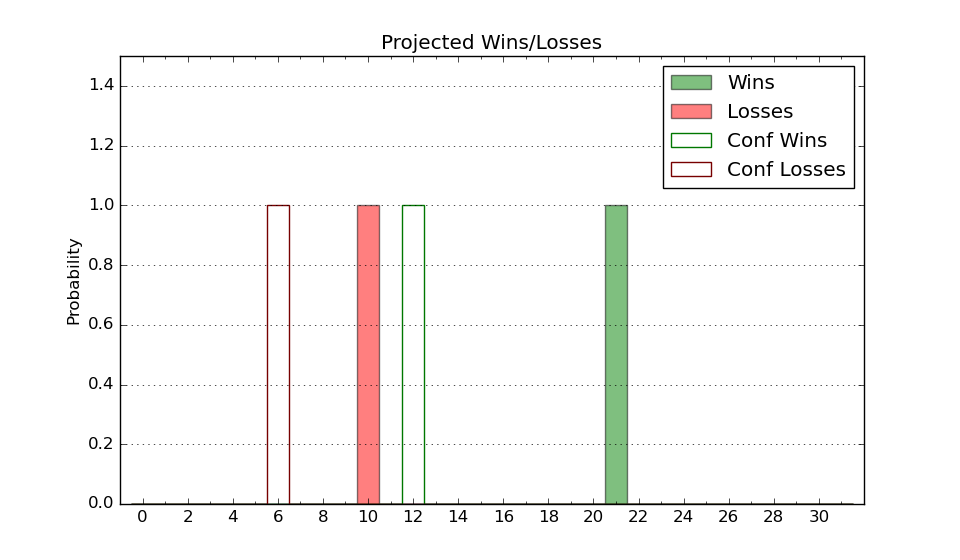 Projected Wins/Losses
Wins
Losses
Conf Wins
Conf Losses
Probability
1.4
1.2
1.0
0.8
0.6
0.4
0.2
0.0
0 2 4 6 8 10 12 14 16 18 20 22 24 26 28 30